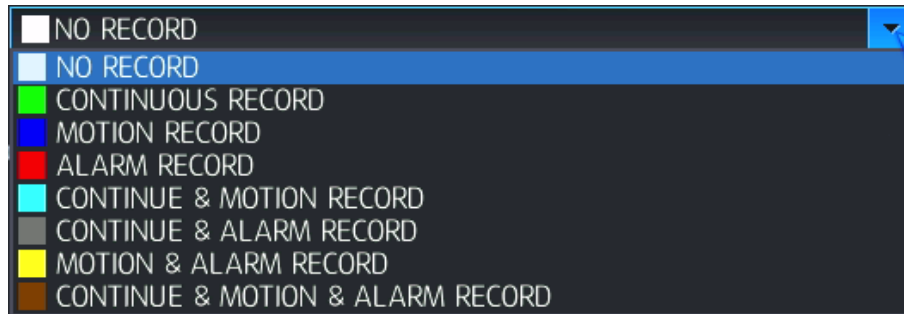 NO RECORD
NO RECORD
CONTINUOUS RECORD
MOTION RECORD
ALARM RECORD
CONTINUE & MOTION RECORD
CONTINUE & ALARM RECORD
MOTION & ALARM RECORD
CONTINUE & MOTION & ALARM RECORD